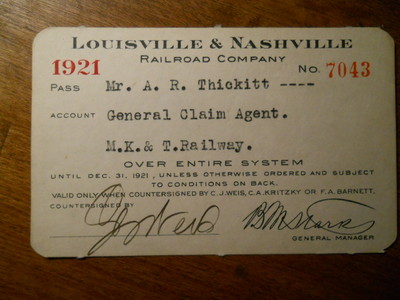 LOUISVILLE & NASHVILLE
RAILROAD COMPANY
1921 No. 7043
PASS Mr. A. R. Thickitt ----
ACCOUNT General Claim Agent.
M.K.& T.Railway.
OVER ENTIRE SYSTEM
UNTIL DEC. 31, 1921, UNLESS OTHERWISE ORDERED AND SUBJECT
TO CONDITIONS ON BACK.
VALID ONLY WHEN COUNTERSIGNED BY C.J.WEIS, C.A.KRITZKY OR F.A.BARNETT.
COUNTERSIGNED BY
CJ Weis
GENERAL MANAGER